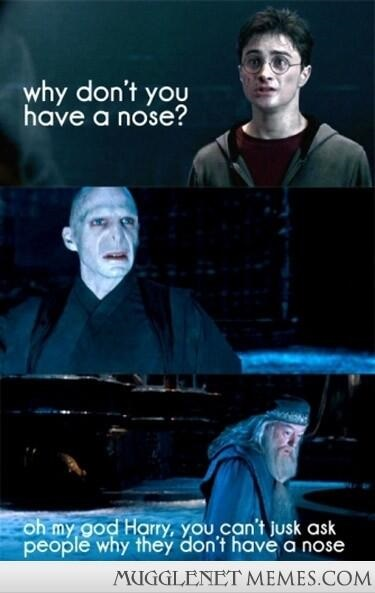 why don't you
have a nose?
oh my god Harry, you can't jusk ask
people why they don't have a nose
MUGGLENET MEMES.COM